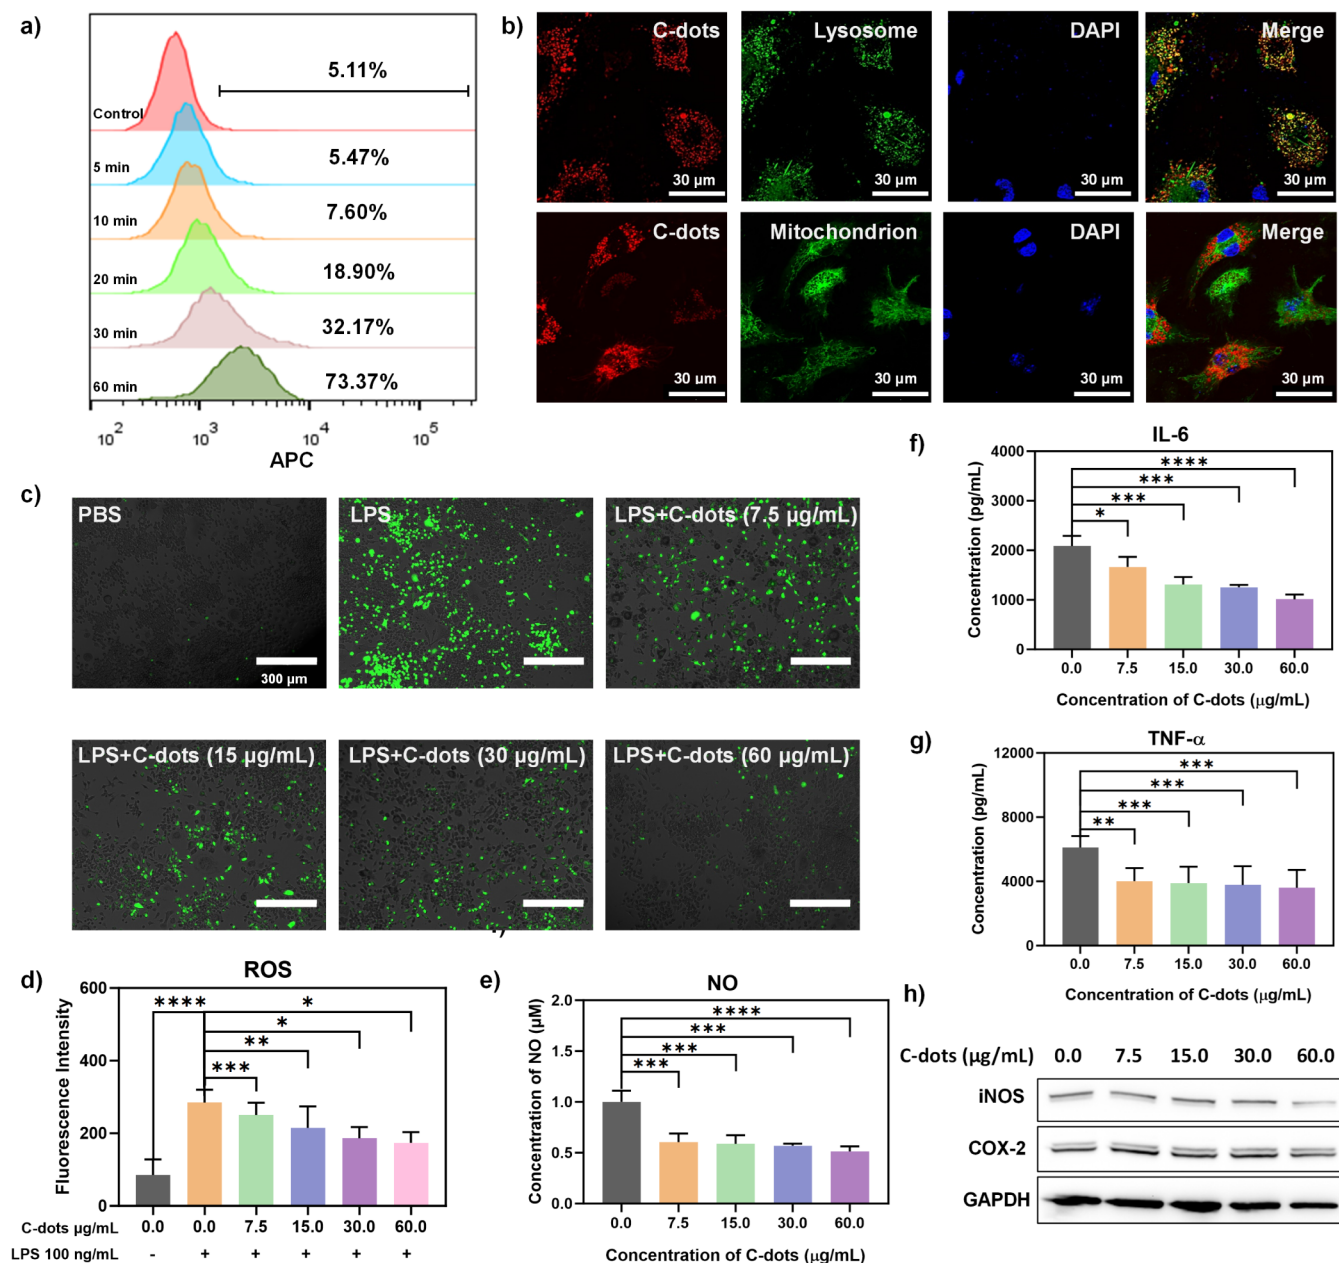 a)
5.11%
Control
5 min
5.47%
10 min
7.60%
20 min
18.90%
30 min
32.17%
60 min
73.37%
10² 10³ 10⁴ 10⁵
APC
b)
C-dots Lysosome DAPI Merge
30 µm 30 µm 30 µm 30 µm
C-dots Mitochondrion DAPI Merge
30 µm 30 µm 30 µm 30 µm
c)
PBS LPS LPS+C-dots (7.5 µg/mL)
300 µm
LPS+C-dots (15 µg/mL) LPS+C-dots (30 µg/mL) LPS+C-dots (60 µg/mL)
d)
ROS
Fluorescence Intensity
600
400
200
0
**** *
*
**
***
C-dots µg/mL 0.0 0.0 7.5 15.0 30.0 60.0
LPS 100 ng/mL - + + + + +
e)
NO
Concentration of NO (µM)
2.0
1.5
1.0
0.5
0.0
****
***
***
***
0.0 7.5 15.0 30.0 60.0
Concentration of C-dots (µg/mL)
f)
IL-6
Concentration (pg/mL)
4000
3000
2000
1000
0
****
***
***
*
0.0 7.5 15.0 30.0 60.0
Concentration of C-dots (µg/mL)
g)
TNF-α
Concentration (pg/mL)
12000
8000
4000
0
***
***
***
**
0.0 7.5 15.0 30.0 60.0
Concentration of C-dots (µg/mL)
h)
C-dots (µg/mL) 0.0 7.5 15.0 30.0 60.0
iNOS
COX-2
GAPDH